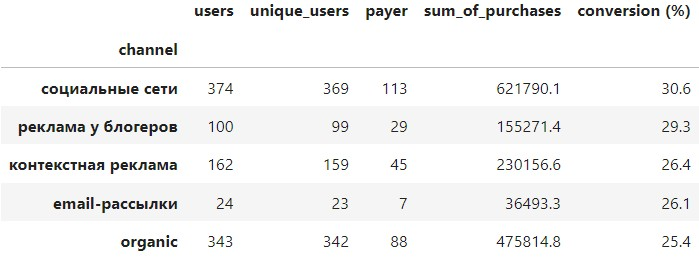 users unique_users payer sum_of_purchases conversion (%)
channel
социальные сети 374 369 113 621790.1 30.6
реклама у блогеров 100 99 29 155271.4 29.3
контекстная реклама 162 159 45 230156.6 26.4
email-рассылки 24 23 7 36493.3 26.1
organic 343 342 88 475814.8 25.4